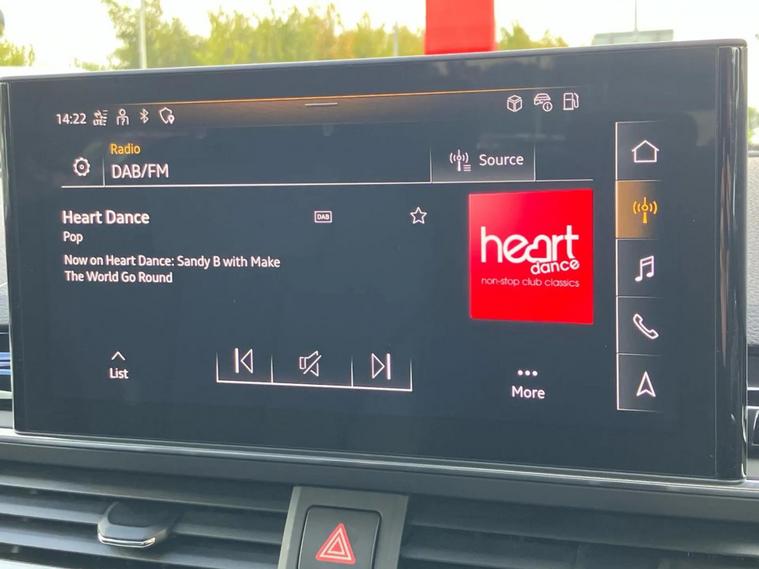 14:22
LTE
Radio
DAB/FM
Source
Heart Dance
DAB
Pop
Now on Heart Dance: Sandy B with Make
The World Go Round
heart
dance
non-stop club classics
List
More